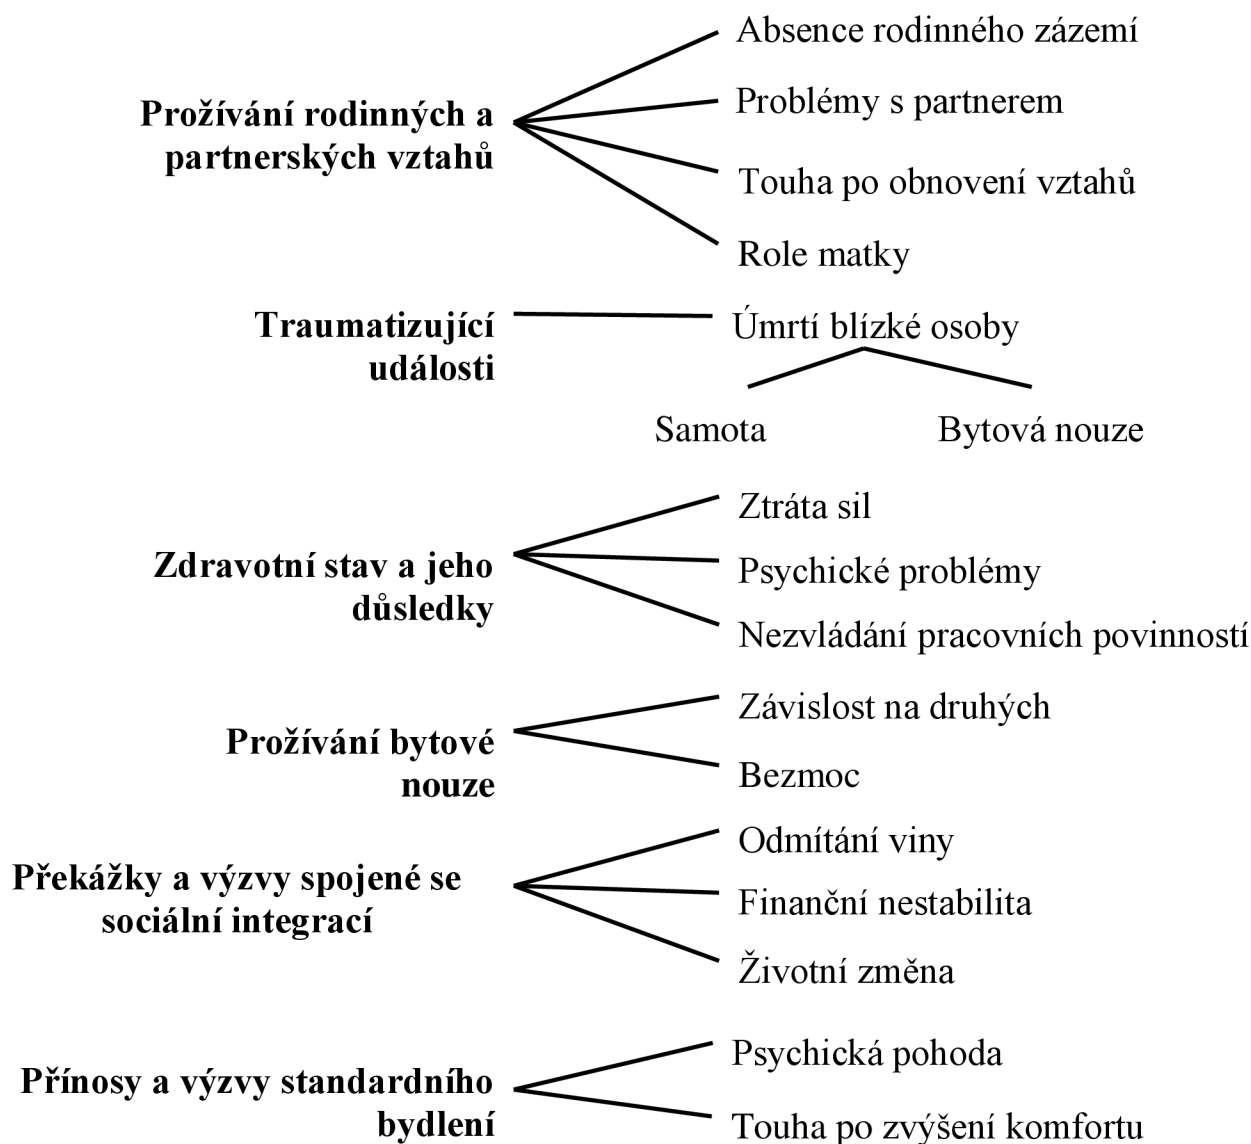 Prožívání rodinných a
partnerských vztahů
Absence rodinného zázemí
Problémy s partnerem
Touha po obnovení vztahů
Role matky
Traumatizující
události
Úmrtí blízké osoby
Samota
Bytová nouze
Zdravotní stav a jeho
důsledky
Ztráta sil
Psychické problémy
Nezvládání pracovních povinností
Prožívání bytové
nouze
Závislost na druhých
Bezmoc
Překážky a výzvy spojené se
sociální integrací
Odmítání viny
Finanční nestabilita
Životní změna
Přínosy a výzvy standardního
bydlení
Psychická pohoda
Touha po zvýšení komfortu